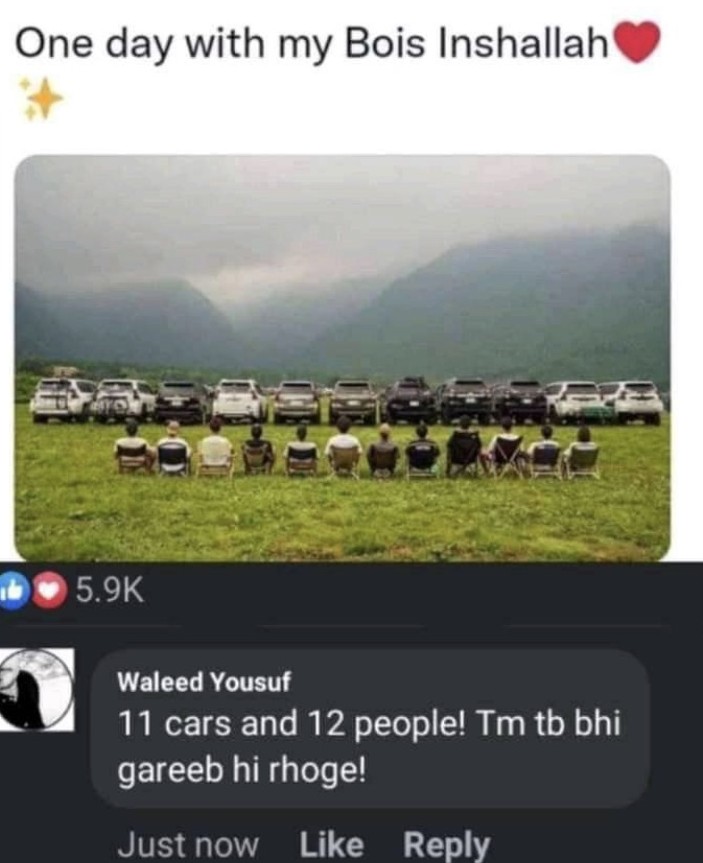 One day with my Bois Inshallah❤️
✨
5.9K
Waleed Yousuf
11 cars and 12 people! Tm tb bhi
gareeb hi rhoge!
Just now Like Reply